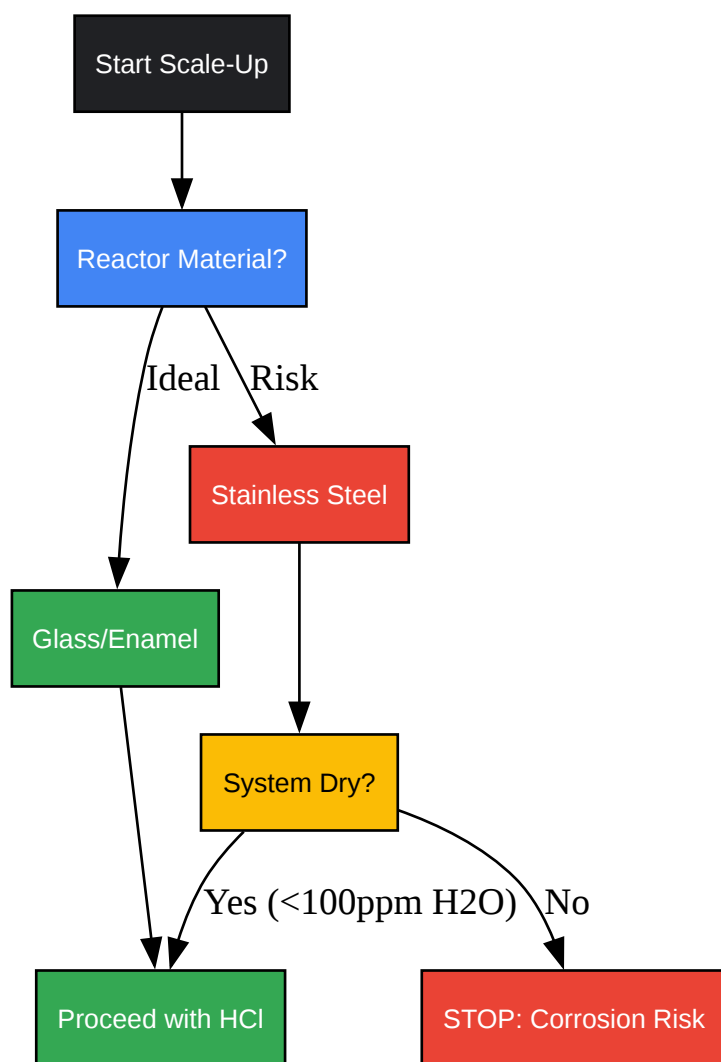 Start Scale-Up
Reactor Material?
Ideal
Risk
Stainless Steel
Glass/Enamel
System Dry?
Yes (<100ppm H2O)
No
Proceed with HCl
STOP: Corrosion Risk